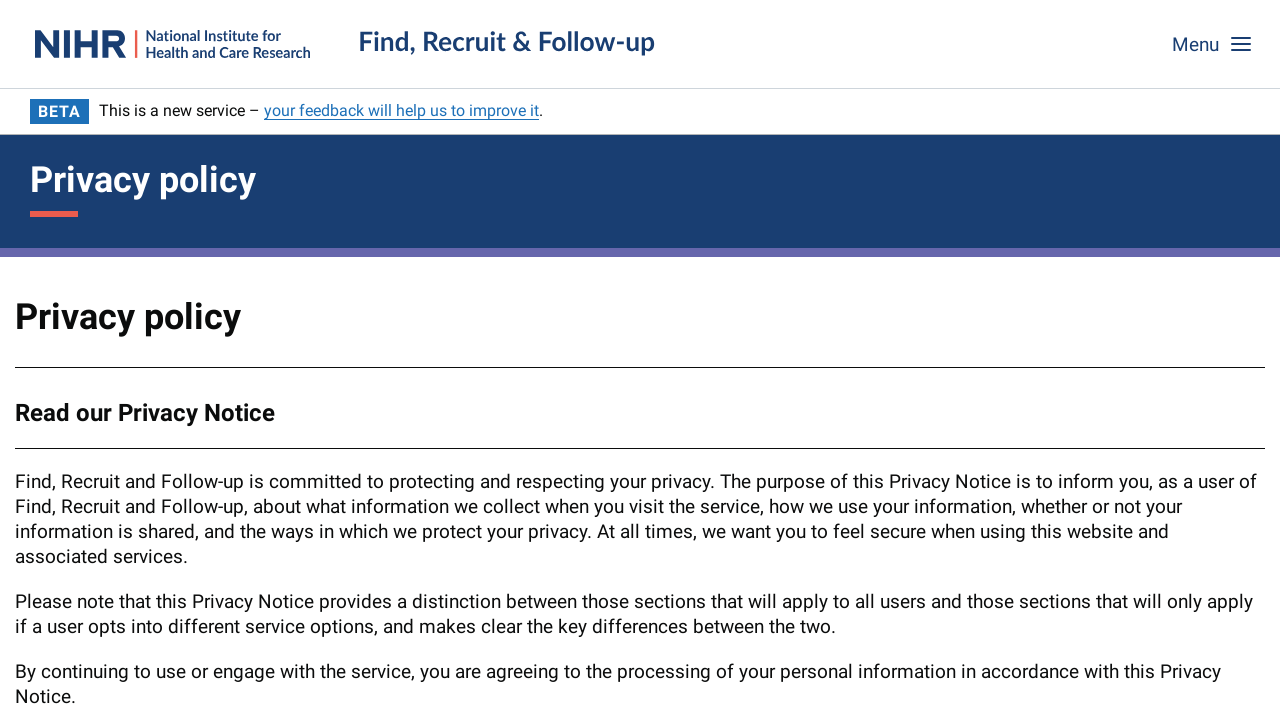 NIHR | National Institute for
Health and Care Research
Find, Recruit & Follow-up
Menu
BETA This is a new service – your feedback will help us to improve it.
Privacy policy
Privacy policy
Read our Privacy Notice
Find, Recruit and Follow-up is committed to protecting and respecting your privacy. The purpose of this Privacy Notice is to inform you, as a user of
Find, Recruit and Follow-up, about what information we collect when you visit the service, how we use your information, whether or not your
information is shared, and the ways in which we protect your privacy. At all times, we want you to feel secure when using this website and
associated services.
Please note that this Privacy Notice provides a distinction between those sections that will apply to all users and those sections that will only apply
if a user opts into different service options, and makes clear the key differences between the two.
By continuing to use or engage with the service, you are agreeing to the processing of your personal information in accordance with this Privacy
Notice.